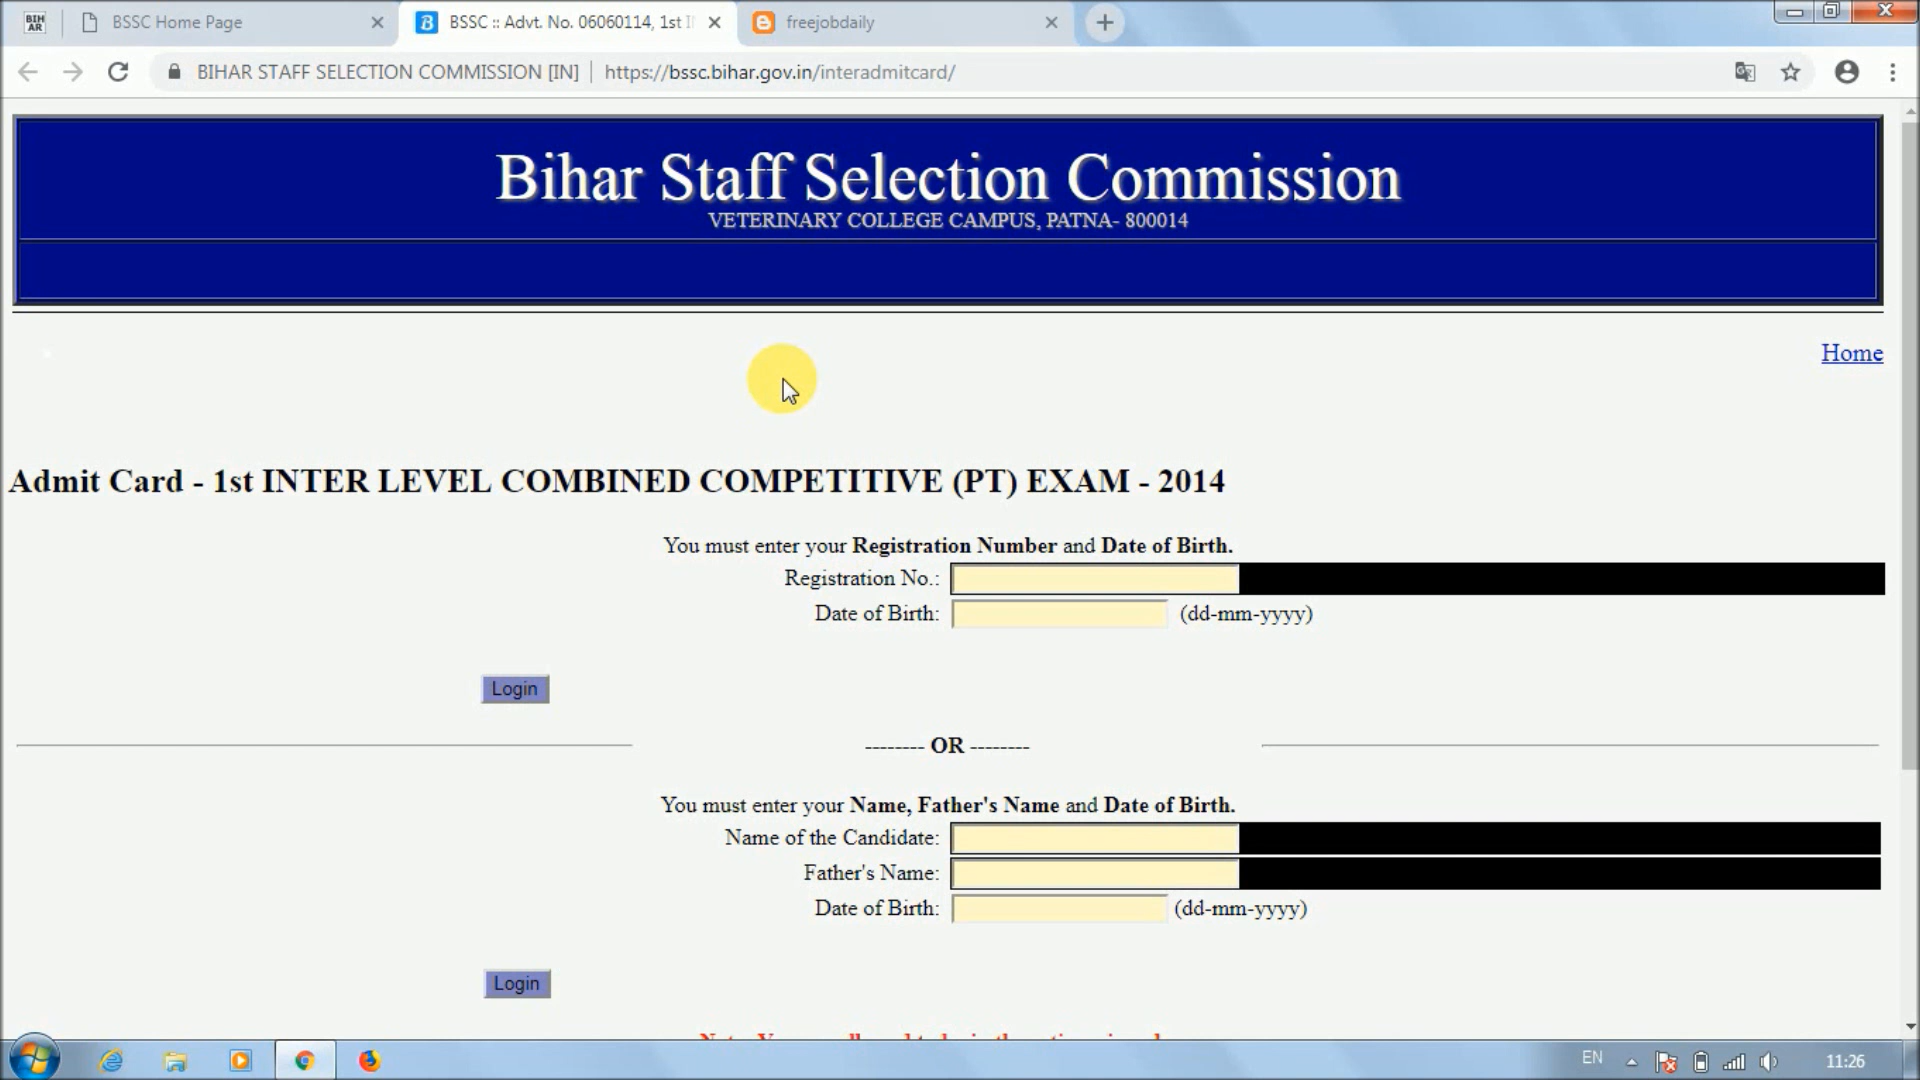 BIH
AR
BSSC Home Page
BSSC :: Advt. No. 06060114, 1st I
freejobdaily
BIHAR STAFF SELECTION COMMISSION [IN] | https://bssc.bihar.gov.in/interadmitcard/
Bihar Staff Selection Commission
VETERINARY COLLEGE CAMPUS, PATNA- 800014
Home
Admit Card - 1st INTER LEVEL COMBINED COMPETITIVE (PT) EXAM - 2014
You must enter your Registration Number and Date of Birth.
Registration No.:
Date of Birth: (dd-mm-yyyy)
Login
-------- OR --------
You must enter your Name, Father's Name and Date of Birth.
Name of the Candidate:
Father's Name:
Date of Birth: (dd-mm-yyyy)
Login
EN
11:26